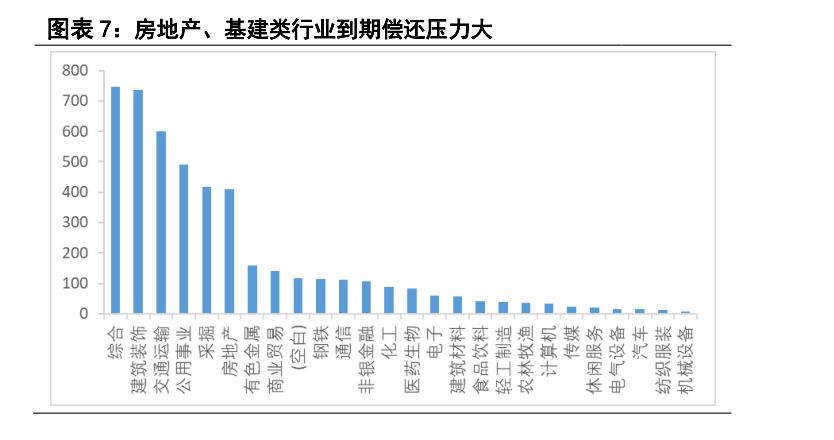 图表 7：房地产、基建类行业到期偿还压力大
800
700
600
500
400
300
200
100
0
综合
建筑装饰
交通运输
公用事业
采掘
房地产
有色金属
商业贸易
(空白)
钢铁
通信
非银金融
化工
医药生物
电子
建筑材料
食品饮料
轻工制造
农林牧渔
计算机
传媒
休闲服务
电气设备
汽车
纺织服装
机械设备